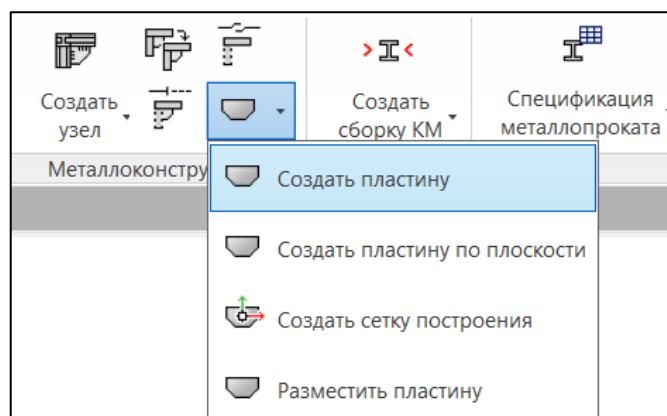 Создать
узел
Создать
сборку КМ
Спецификация
металлопроката
Металлоконстру
Создать пластину
Создать пластину по плоскости
Создать сетку построения
Разместить пластину